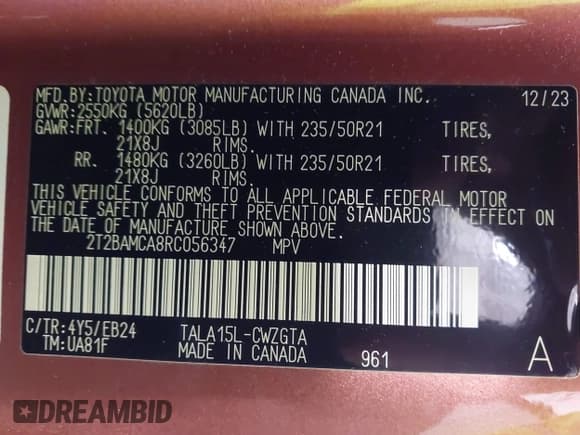 MFD.BY:TOYOTA MOTOR MANUFACTURING CANADA INC. 12/23
GVWR:2550KG (5620LB)
GAWR:FRT. 1400KG (3085LB) WITH 235/50R21 TIRES,
21X8J RIMS.
RR. 1480KG (3260LB) WITH 235/50R21 TIRES,
21X8J RIMS.
THIS VEHICLE CONFORMS TO ALL APPLICABLE FEDERAL MOTOR
VEHICLE SAFETY AND THEFT PREVENTION STANDARDS IN EFFECT ON
THE DATE OF MANUFACTURE SHOWN ABOVE.
2T2BAMCA8RC056347 MPV
C/TR:4Y5/EB24 TALA15L-CWZGTA
TM:UA81F MADE IN CANADA 961 A
DREAMBID